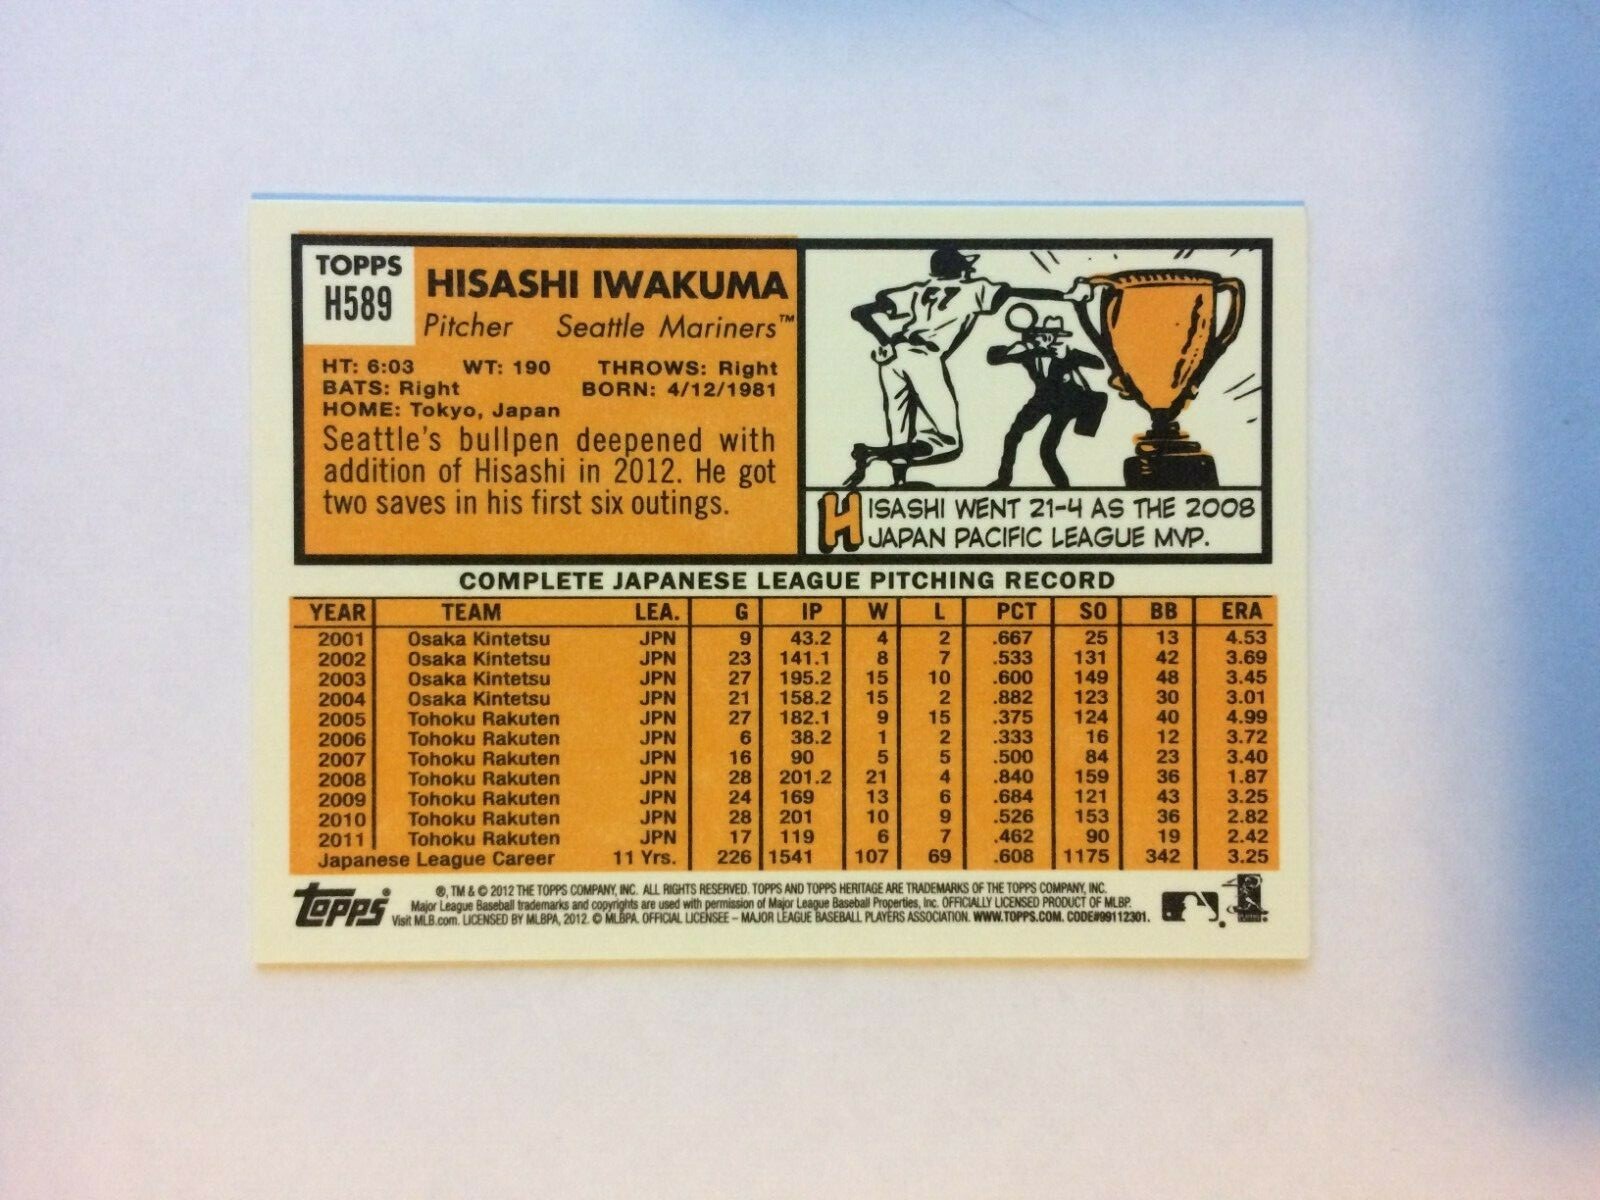 TOPPS
H589
HISASHI IWAKUMA
Pitcher Seattle Mariners™
HT: 6:03 WT: 190 THROWS: Right
BATS: Right BORN: 4/12/1981
HOME: Tokyo, Japan
Seattle's bullpen deepened with
addition of Hisashi in 2012. He got
two saves in his first six outings.
HISASHI WENT 21-4 AS THE 2008
JAPAN PACIFIC LEAGUE MVP.
COMPLETE JAPANESE LEAGUE PITCHING RECORD
YEAR TEAM LEA. G IP W L PCT SO BB ERA
2001 Osaka Kintetsu JPN 9 43.2 4 2 .667 25 13 4.53
2002 Osaka Kintetsu JPN 23 141.1 8 7 .533 131 42 3.69
2003 Osaka Kintetsu JPN 27 195.2 15 10 .600 149 48 3.45
2004 Osaka Kintetsu JPN 21 158.2 15 2 .882 123 30 3.01
2005 Tohoku Rakuten JPN 27 182.1 9 15 .375 124 40 4.99
2006 Tohoku Rakuten JPN 6 38.2 1 2 .333 16 12 3.72
2007 Tohoku Rakuten JPN 16 90 5 5 .500 84 23 3.40
2008 Tohoku Rakuten JPN 28 201.2 21 4 .840 159 36 1.87
2009 Tohoku Rakuten JPN 24 169 13 6 .684 121 43 3.25
2010 Tohoku Rakuten JPN 28 201 10 9 .526 153 36 2.82
2011 Tohoku Rakuten JPN 17 119 6 7 .462 90 19 2.42
Japanese League Career 11 Yrs. 226 1541 107 69 .608 1175 342 3.25
Topps®
®, TM & © 2012 THE TOPPS COMPANY, INC. ALL RIGHTS RESERVED. TOPPS AND TOPPS HERITAGE ARE TRADEMARKS OF THE TOPPS COMPANY, INC.
Major League Baseball trademarks and copyrights are used with permission of Major League Baseball Properties, Inc. OFFICIALLY LICENSED PRODUCT OF MLBP.
Visit MLB.com. LICENSED BY MLBPA, 2012. © MLBPA. OFFICIAL LICENSEE – MAJOR LEAGUE BASEBALL PLAYERS ASSOCIATION. WWW.TOPPS.COM. CODE#99112301.